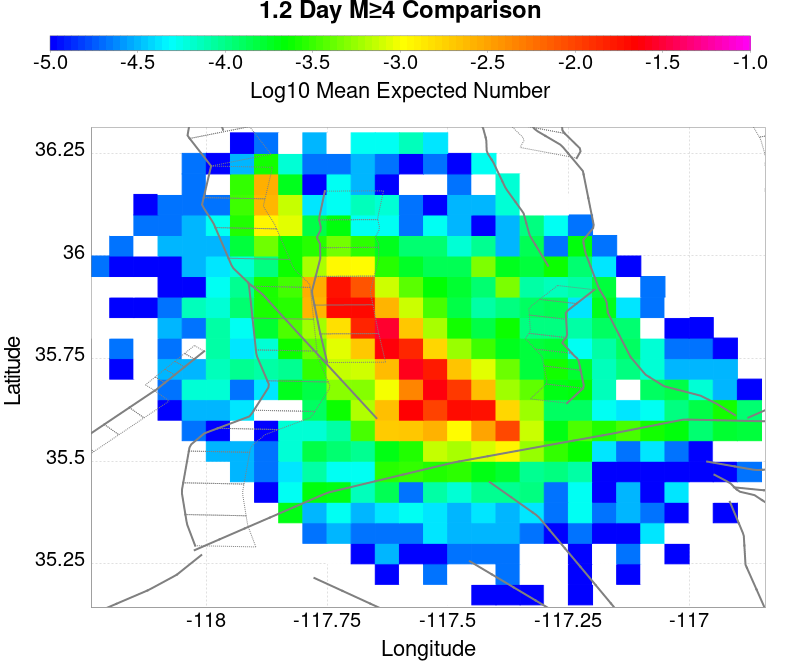 1.2 Day M≥4 Comparison
-5.0 -4.5 -4.0 -3.5 -3.0 -2.5 -2.0 -1.5 -1.0
Log10 Mean Expected Number
36.25
36
35.75
35.5
35.25
Latitude
-118 -117.75 -117.5 -117.25 -117
Longitude